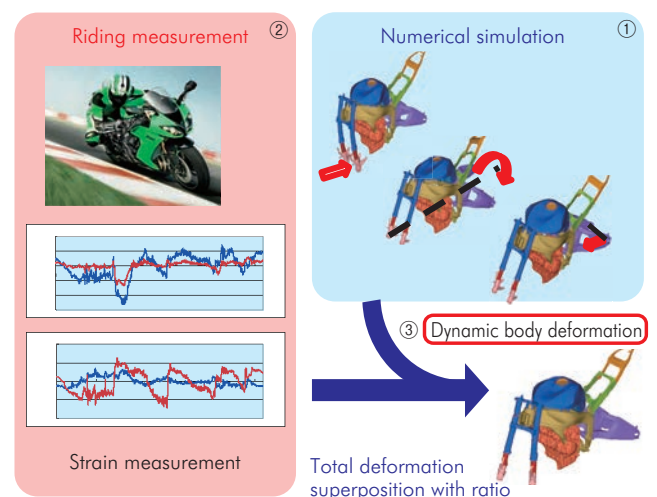 Riding measurement ②
Numerical simulation ①
③ Dynamic body deformation
Strain measurement
Total deformation
superposition with ratio